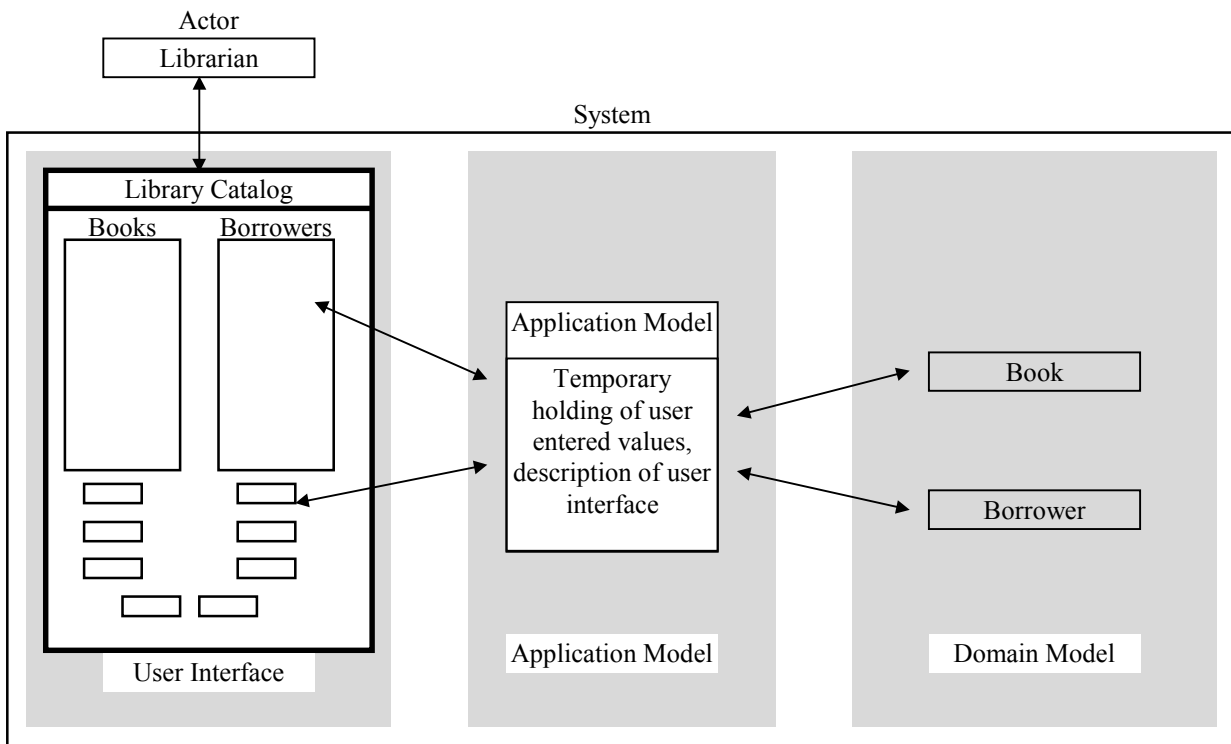 Actor
Librarian
System
Library Catalog
Books
Borrowers
Application Model
Temporary
holding of user
entered values,
description of user
interface
Book
Borrower
User Interface
Application Model
Domain Model